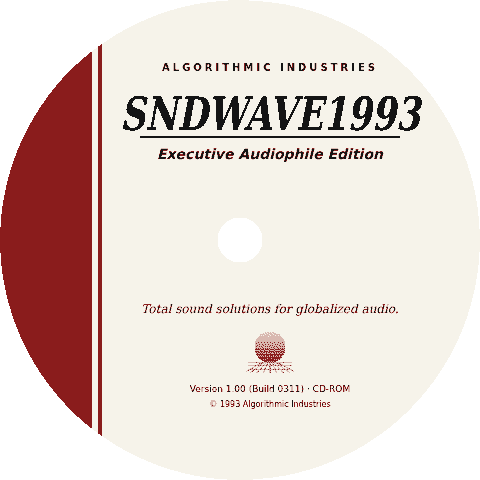 ALGORITHMIC INDUSTRIES
SNDWAVE1993
Executive Audiophile Edition
Total sound solutions for globalized audio.
Version 1.00 (Build 0311) · CD-ROM
© 1993 Algorithmic Industries